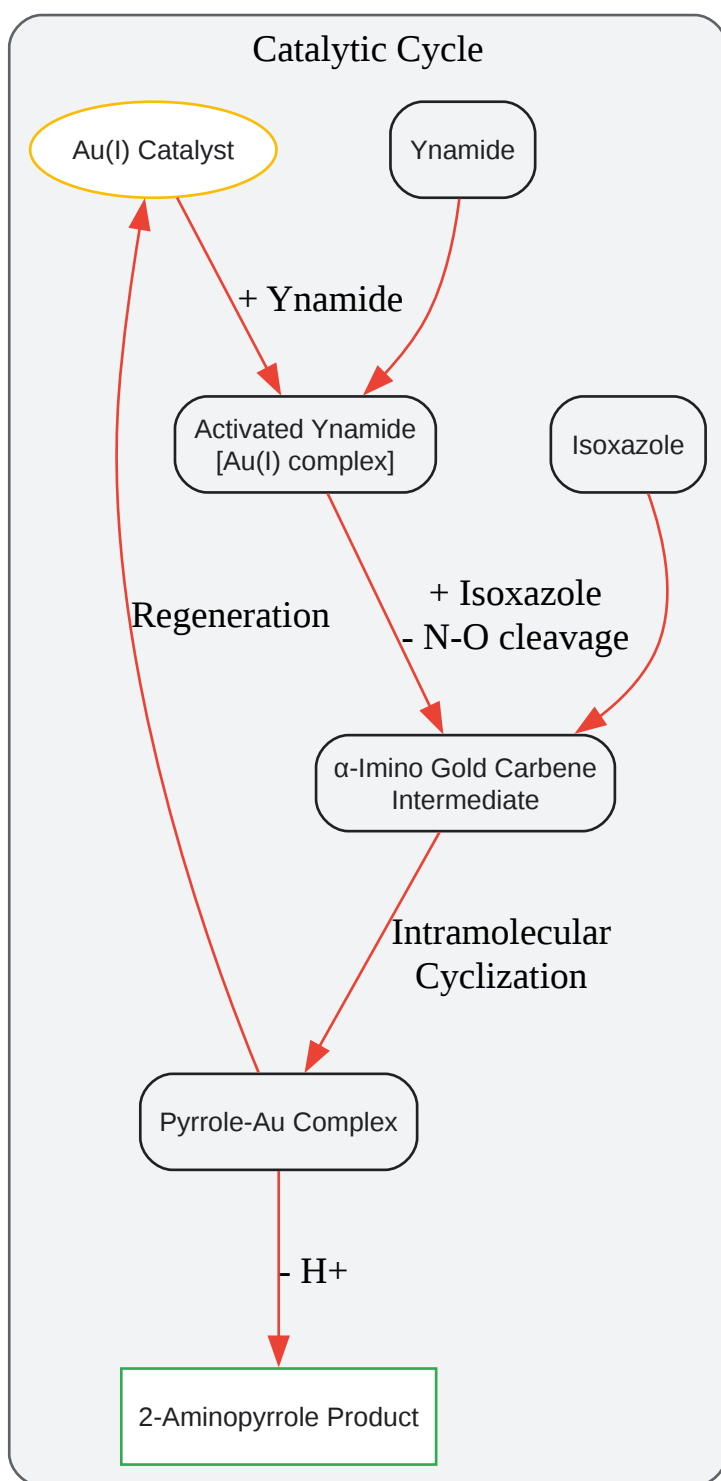 Catalytic Cycle
Au(I) Catalyst
Ynamide
+ Ynamide
Activated Ynamide
[Au(I) complex]
Isoxazole
+ Isoxazole
- N-O cleavage
Regeneration
α-Imino Gold Carbene
Intermediate
Intramolecular
Cyclization
Pyrrole-Au Complex
- H+
2-Aminopyrrole Product